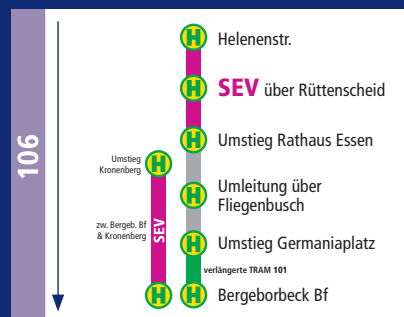 106
H Helenenstr.
H SEV über Rüttenscheid
H Umstieg Rathaus Essen
Umstieg
Kronenberg
H
H Umleitung über
Fliegenbusch
zw. Bergeb. Bf
& Kronenberg
SEV
H Umstieg Germaniaplatz
verlängerte TRAM 101
H
H Bergeborbeck Bf